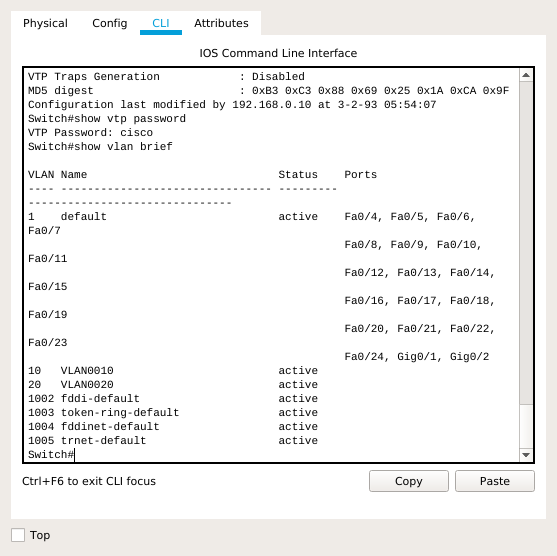 Physical Config CLI Attributes
IOS Command Line Interface
VTP Traps Generation            : Disabled
MD5 digest                      : 0xB3 0xC3 0x88 0x69 0x25 0x1A 0xCA 0x9F
Configuration last modified by 192.168.0.10 at 3-2-93 05:54:07
Switch#show vtp password
VTP Password: cisco
Switch#show vlan brief

VLAN Name                             Status    Ports
---- -------------------------------- ---------
-------------------------------
1    default                          active    Fa0/4, Fa0/5, Fa0/6,
Fa0/7
                                                Fa0/8, Fa0/9, Fa0/10,
Fa0/11
                                                Fa0/12, Fa0/13, Fa0/14,
Fa0/15
                                                Fa0/16, Fa0/17, Fa0/18,
Fa0/19
                                                Fa0/20, Fa0/21, Fa0/22,
Fa0/23
                                                Fa0/24, Gig0/1, Gig0/2
10   VLAN0010                         active
20   VLAN0020                         active
1002 fddi-default                     active
1003 token-ring-default               active
1004 fddinet-default                  active
1005 trnet-default                    active
Switch#
Ctrl+F6 to exit CLI focus Copy Paste
Top